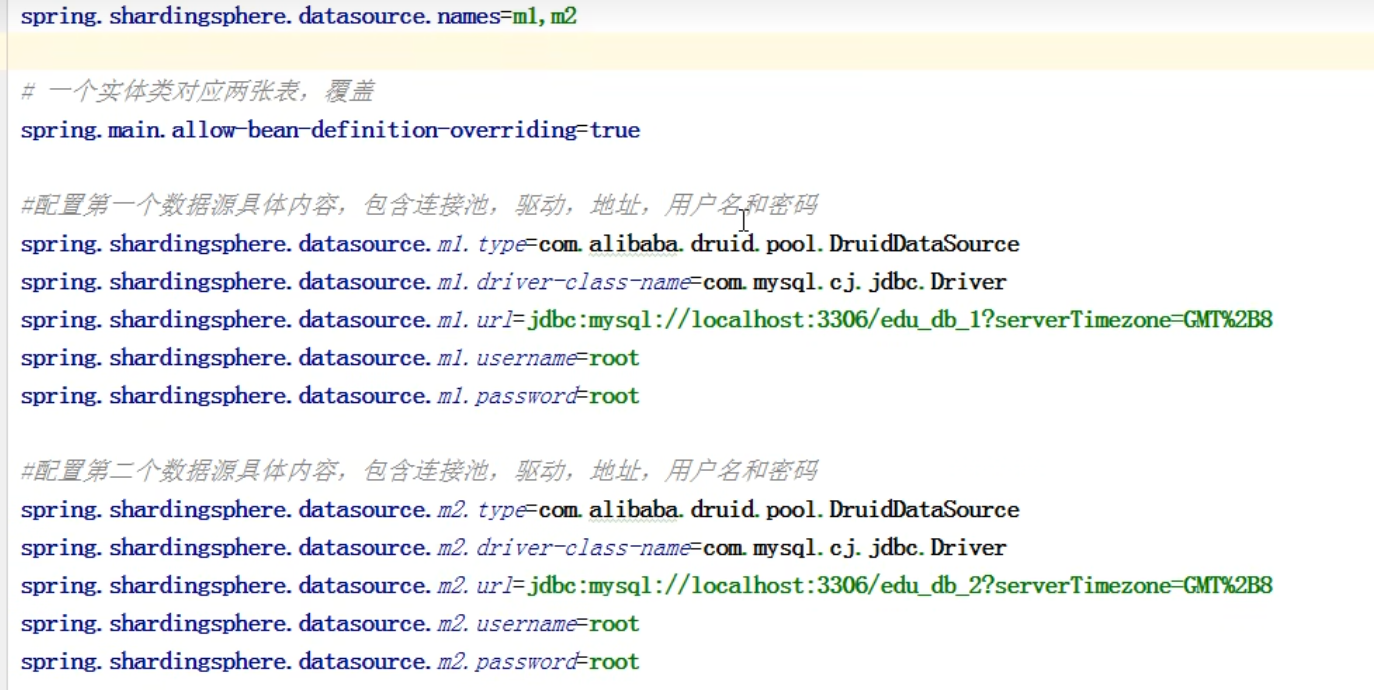 spring.shardingsphere.datasource.names=m1,m2
# 一个实体类对应两张表，覆盖
spring.main.allow-bean-definition-overriding=true
#配置第一个数据源具体内容，包含连接池，驱动，地址，用户名和密码
spring.shardingsphere.datasource.m1.type=com.alibaba.druid.pool.DruidDataSource
spring.shardingsphere.datasource.m1.driver-class-name=com.mysql.cj.jdbc.Driver
spring.shardingsphere.datasource.m1.url=jdbc:mysql://localhost:3306/edu_db_1?serverTimezone=GMT%2B8
spring.shardingsphere.datasource.m1.username=root
spring.shardingsphere.datasource.m1.password=root
#配置第二个数据源具体内容，包含连接池，驱动，地址，用户名和密码
spring.shardingsphere.datasource.m2.type=com.alibaba.druid.pool.DruidDataSource
spring.shardingsphere.datasource.m2.driver-class-name=com.mysql.cj.jdbc.Driver
spring.shardingsphere.datasource.m2.url=jdbc:mysql://localhost:3306/edu_db_2?serverTimezone=GMT%2B8
spring.shardingsphere.datasource.m2.username=root
spring.shardingsphere.datasource.m2.password=root